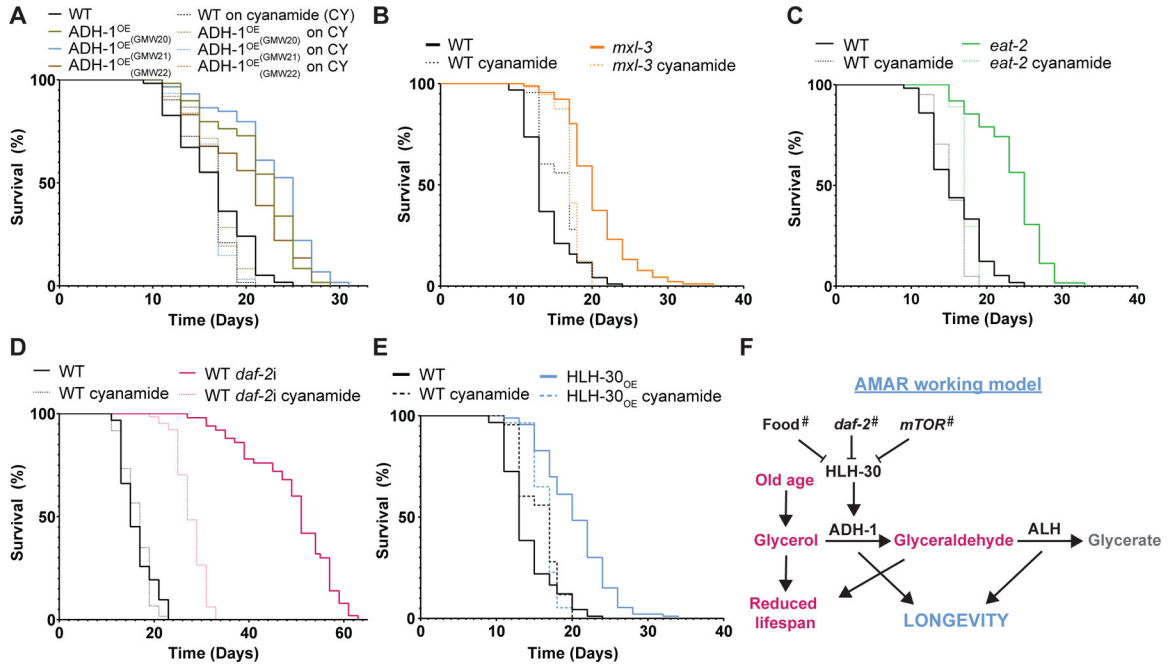 A
WT
ADH-1OE(GMW20)
ADH-1OE(GMW21)
ADH-1OE(GMW22)
WT on cyanamide (CY)
ADH-1OE(GMW20) on CY
ADH-1OE(GMW21) on CY
ADH-1OE(GMW22) on CY
Survival (%)
100
50
0
0 10 20 30
Time (Days)
B
WT
WT cyanamide
mxl-3
mxl-3 cyanamide
Survival (%)
100
50
0
0 10 20 30 40
Time (Days)
C
WT
WT cyanamide
eat-2
eat-2 cyanamide
Survival (%)
100
50
0
0 10 20 30 40
Time (Days)
D
WT
WT cyanamide
WT daf-2i
WT daf-2i cyanamide
Survival (%)
100
50
0
0 20 40 60
Time (Days)
E
WT
WT cyanamide
HLH-30OE
HLH-30OE cyanamide
Survival (%)
100
50
0
0 10 20 30 40
Time (Days)
F
AMAR working model
Food# daf-2# mTOR#
HLH-30
Old age
ADH-1 ALH
Glycerol Glyceraldehyde Glycerate
Reduced
lifespan
LONGEVITY